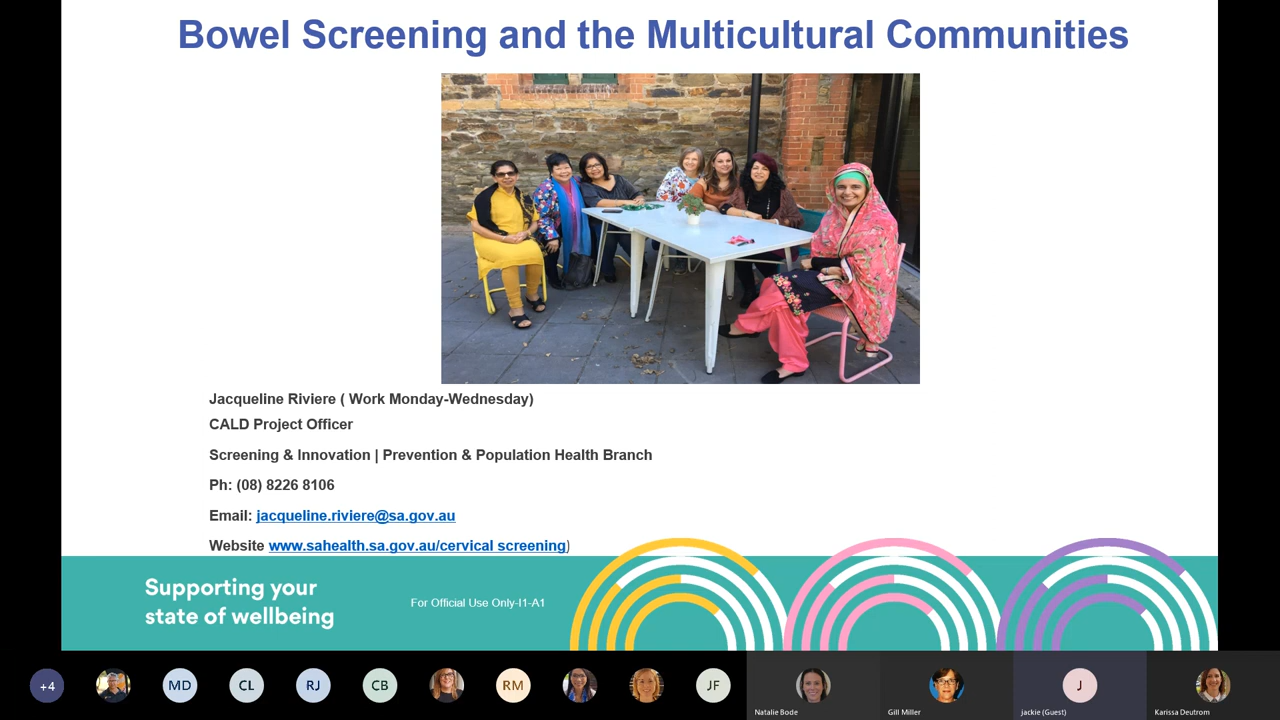 Bowel Screening and the Multicultural Communities
Jacqueline Riviere ( Work Monday-Wednesday)
CALD Project Officer
Screening & Innovation | Prevention & Population Health Branch
Ph: (08) 8226 8106
Email: jacqueline.riviere@sa.gov.au
Website www.sahealth.sa.gov.au/cervical screening)
Supporting your
state of wellbeing
For Official Use Only-I1-A1
+4
MD
CL
RJ
CB
RM
JF
J
Natalie Bode
Gill Miller
jackie (Guest)
Karissa Deutrom